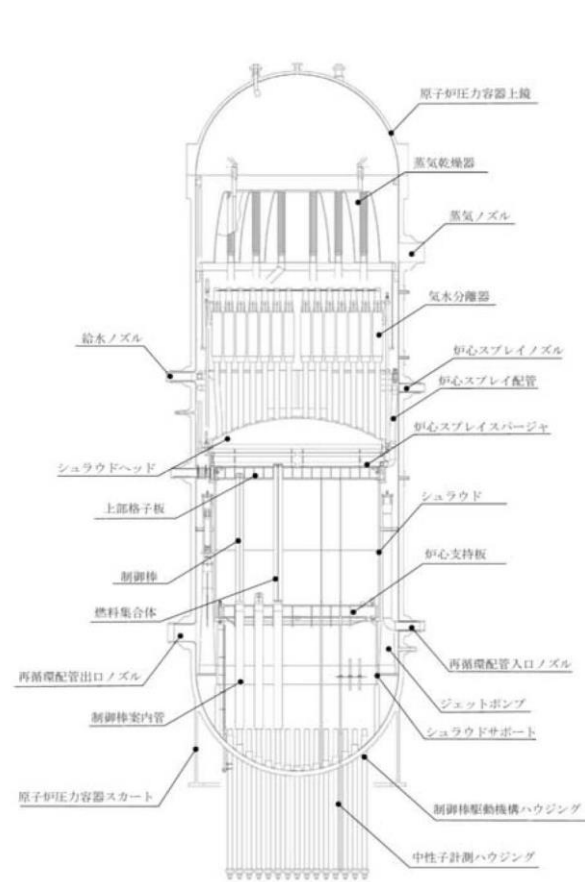 原子炉圧力容器上鏡
蒸気乾燥器
蒸気ノズル
気水分離器
給水ノズル
炉心スプレイノズル
炉心スプレイ配管
炉心スプレイスパージャ
シュラウドヘッド
上部格子板
シュラウド
制御棒
炉心支持板
燃料集合体
再循環配管出口ノズル
再循環配管入口ノズル
ジェットポンプ
制御棒案内管
シュラウドサポート
原子炉圧力容器スカート
制御棒駆動機構ハウジング
中性子計測ハウジング